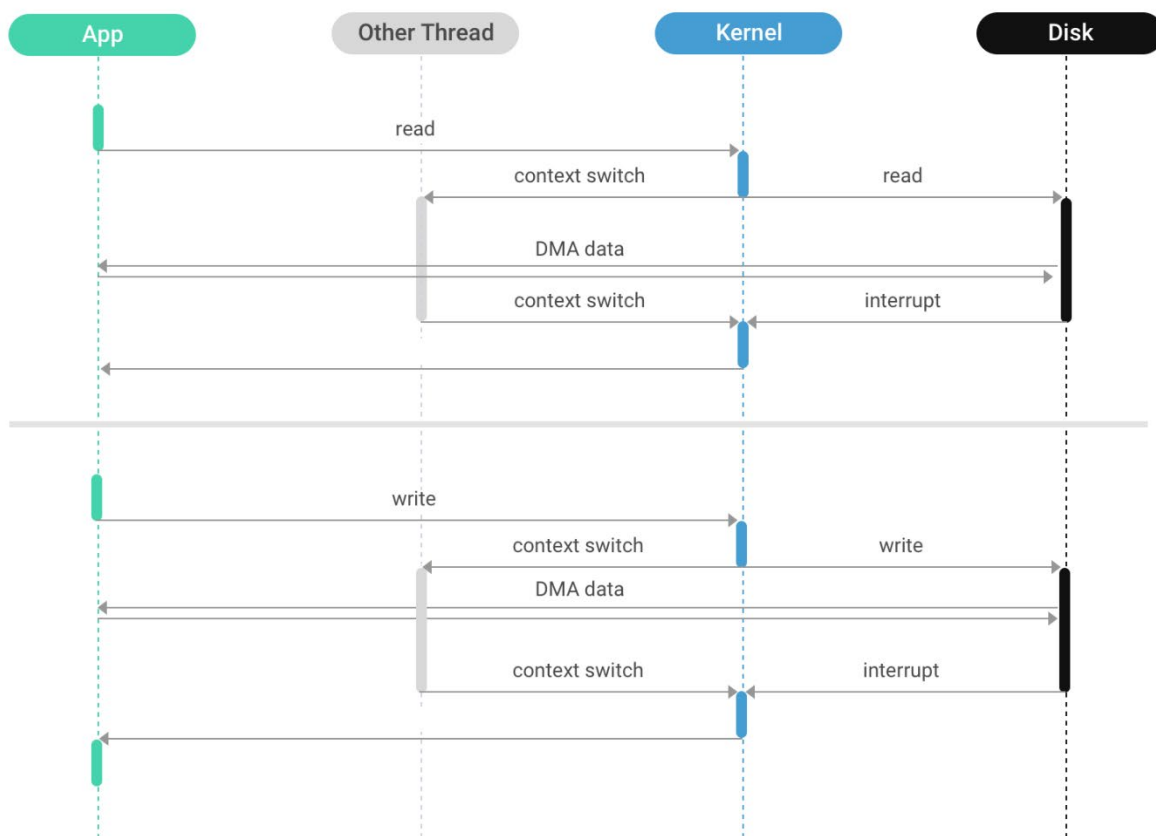 App
Other Thread
Kernel
Disk
read
context switch
read
DMA data
context switch
interrupt
write
context switch
write
DMA data
context switch
interrupt